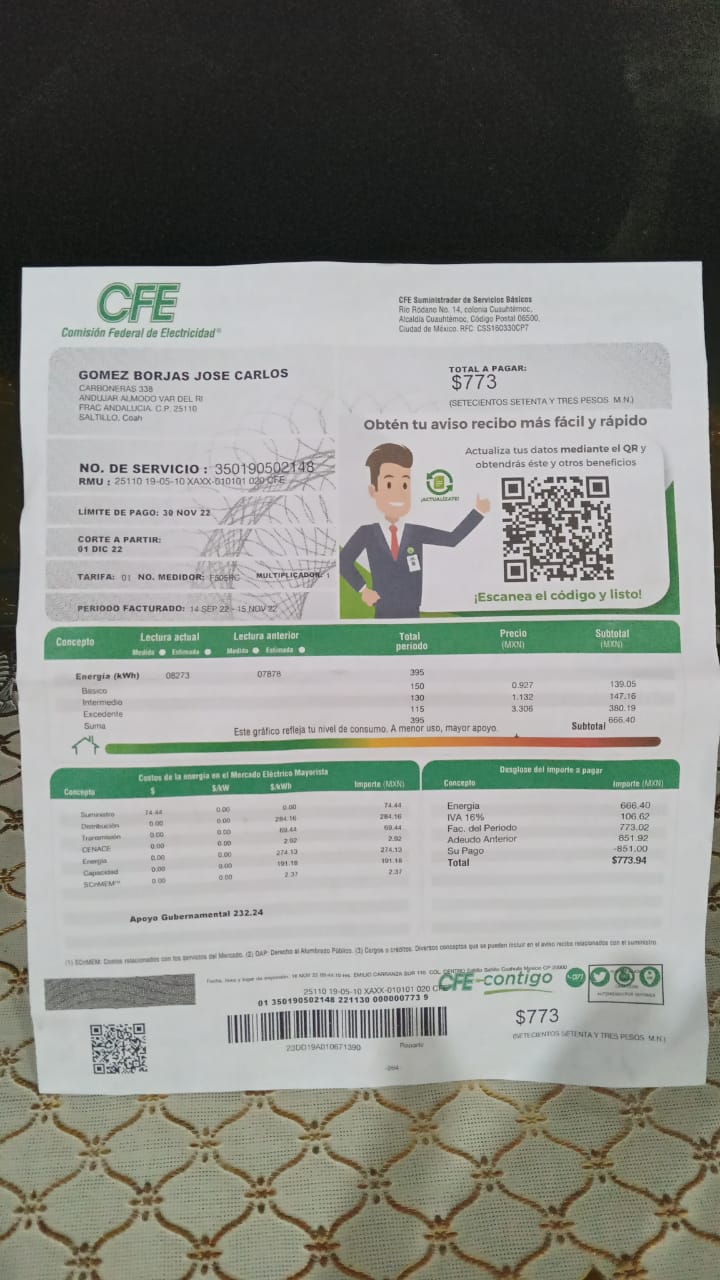 CFE
Comisión Federal de Electricidad®
CFE Suministrador de Servicios Básicos
Río Ródano No. 14, colonia Cuauhtémoc,
Alcaldía Cuauhtémoc, Código Postal 06500,
Ciudad de México. RFC: CSS160330CP7
GOMEZ BORJAS JOSE CARLOS
CARBONERAS 338
ANDUJAR ALMODO VAR DEL RI
FRAC ANDALUCIA. C.P. 25110
SALTILLO, Coah
TOTAL A PAGAR:
$773
(SETECIENTOS SETENTA Y TRES PESOS M.N.)
NO. DE SERVICIO : 350190502148
RMU : 25110 19-05-10 XAXX-010101 020 CFE
LÍMITE DE PAGO: 30 NOV 22
CORTE A PARTIR:
01 DIC 22
TARIFA: 01 NO. MEDIDOR: MULTIPLICADOR: 1
PERIODO FACTURADO: 14 SEP 22 - 15 NOV 22
Obtén tu aviso recibo más fácil y rápido
Actualiza tus datos mediante el QR y
obtendrás éste y otros beneficios
¡ACTUALÍZATE!
¡Escanea el código y listo!
Concepto Lectura actual Lectura anterior Total periodo Precio (MXN) Subtotal (MXN)
Medida Estimada Medida Estimada
Energía (kWh) 08273 07878 395
Básico 150 0.927 139.05
Intermedio 130 1.132 147.16
Excedente 115 3.306 380.19
Suma 395 666.40
Este gráfico refleja tu nivel de consumo. A menor uso, mayor apoyo. Subtotal
Costos de la energía en el Mercado Eléctrico Mayorista
Concepto $ $/kW $/kWh Importe (MXN)
Suministro 74.44 0.00 0.00 74.44
Distribución 0.00 0.00 284.16 284.16
Transmisión 0.00 0.00 69.44 69.44
CENACE 0.00 0.00 2.92 2.92
Energía 0.00 0.00 274.13 274.13
Capacidad 0.00 0.00 191.18 191.18
SCnMEM⁽¹⁾ 0.00 0.00 2.37 2.37
Apoyo Gubernamental 232.24
Desglose del importe a pagar
Concepto Importe (MXN)
Energía 666.40
IVA 16% 106.62
Fac. del Periodo 773.02
Adeudo Anterior 851.92
Su Pago -851.00
Total $773.94
(1) SCnMEM: Costos relacionados con los servicios del Mercado. (2) DAP: Derecho al Alumbrado Público. (3) Cargos o créditos: Diversos conceptos que se pueden incluir en el aviso recibo relacionados con el suministro.
Fecha, hora y lugar de impresión: 16 NOV 22 EMILIO CARRANZA SUR 110 COL. CENTRO Saltillo Saltillo Coahuila Mexico CP 20000
25110 19-05-10 XAXX-010101 020 CFE
01 350190502148 221130 000000773 9
23DD19A010671390
CFE-contigo
071
$773
(SETECIENTOS SETENTA Y TRES PESOS M.N.)